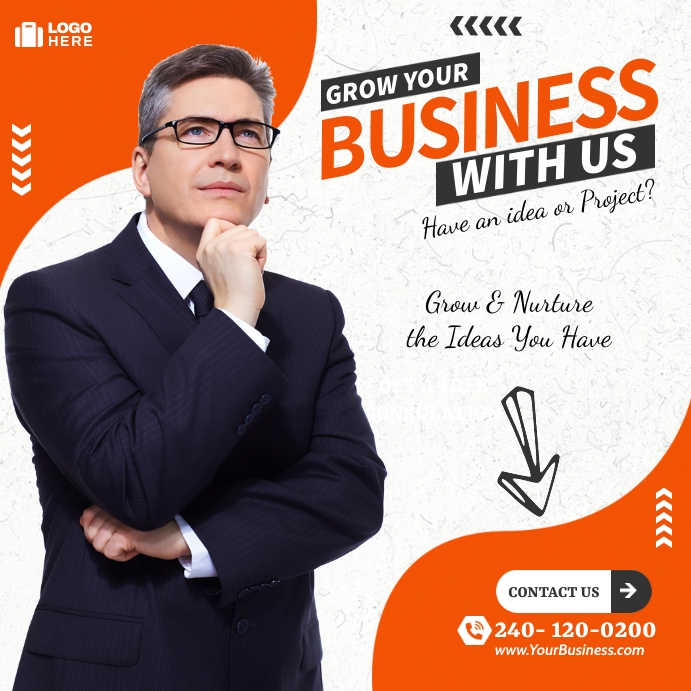 LOGO
HERE
GROW YOUR
BUSINESS
WITH US
Have an idea or Project?
Grow & Nurture
the Ideas You Have
CONTACT US
240- 120-0200
www.YourBusiness.com